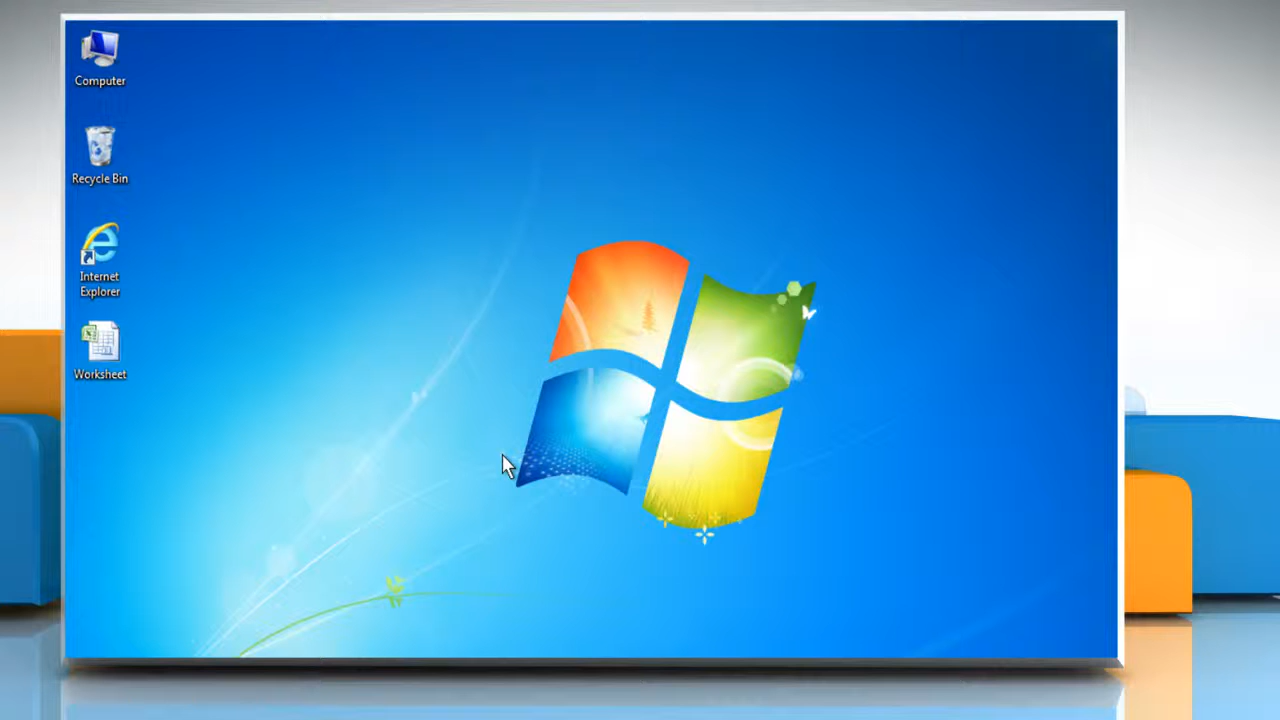 Computer
Recycle Bin
Internet
Explorer
Worksheet